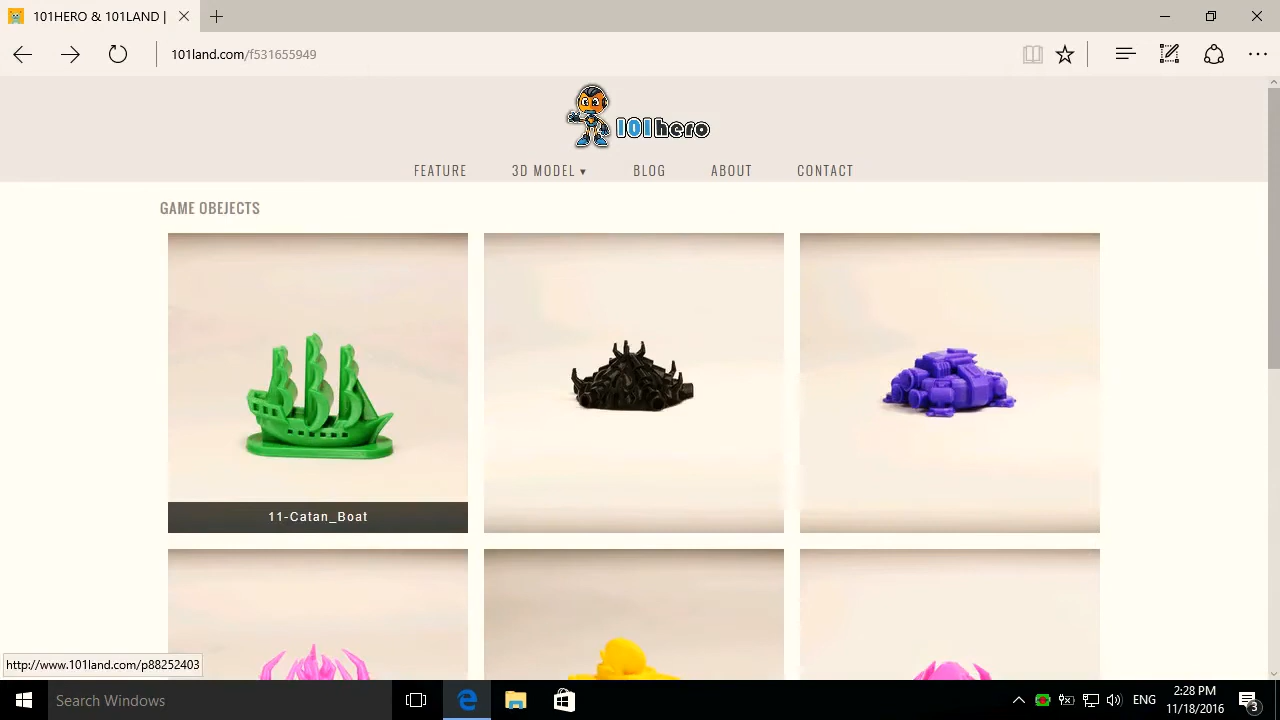 101HERO & 101LAND |
101land.com/f531655949
101hero
FEATURE 3D MODEL ▾ BLOG ABOUT CONTACT
GAME OBEJECTS
11-Catan_Boat
http://www.101land.com/p88252403
Search Windows
ENG
2:28 PM
11/18/2016
3